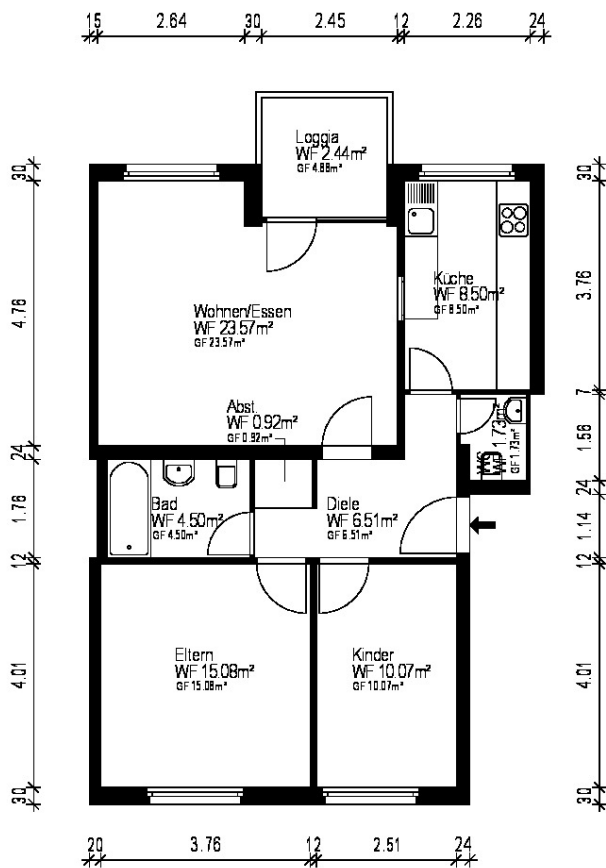 15 2.64 30 2.45 12 2.26 24
Loggia
WF 2.44m²
GF 4.88m²
30
30
Küche
WF 8.50m²
GF 8.50m²
4.76
3.76
Wohnen/Essen
WF 23.57m²
GF 23.57m²
7
Abst.
WF 0.92m²
GF 0.92m²
WC
WF 1.73m²
GF 1.73m²
1.56
24
24
Bad
WF 4.50m²
GF 4.50m²
Diele
WF 6.51m²
GF 6.51m²
1.76
1.14
12
12
Eltern
WF 15.08m²
GF 15.08m²
Kinder
WF 10.07m²
GF 10.07m²
4.01
4.01
30
30
20 3.76 12 2.51 24